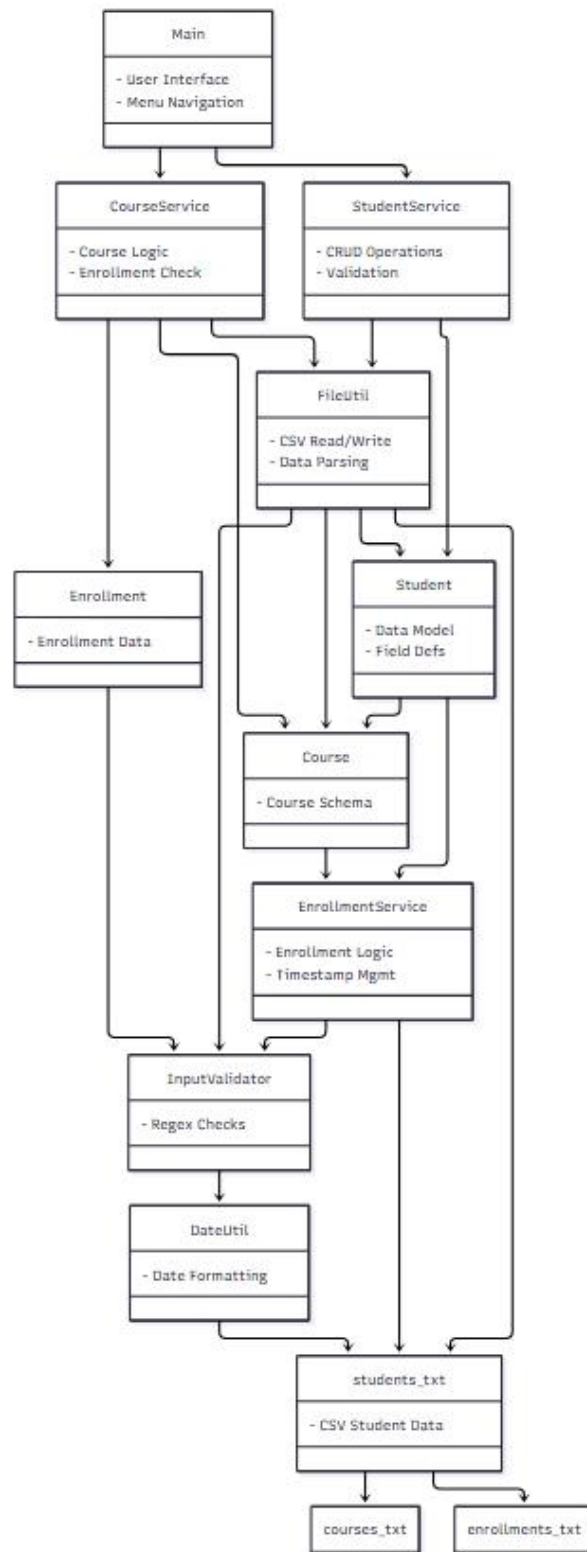 Main
- User Interface
- Menu Navigation
CourseService
- Course Logic
- Enrollment Check
StudentService
- CRUD Operations
- Validation
FileUtil
- CSV Read/Write
- Data Parsing
Enrollment
- Enrollment Data
Student
- Data Model
- Field Defs
Course
- Course Schema
EnrollmentService
- Enrollment Logic
- Timestamp Mgmt
InputValidator
- Regex Checks
DateUtil
- Date Formatting
students_txt
- CSV Student Data
courses_txt
enrollments_txt